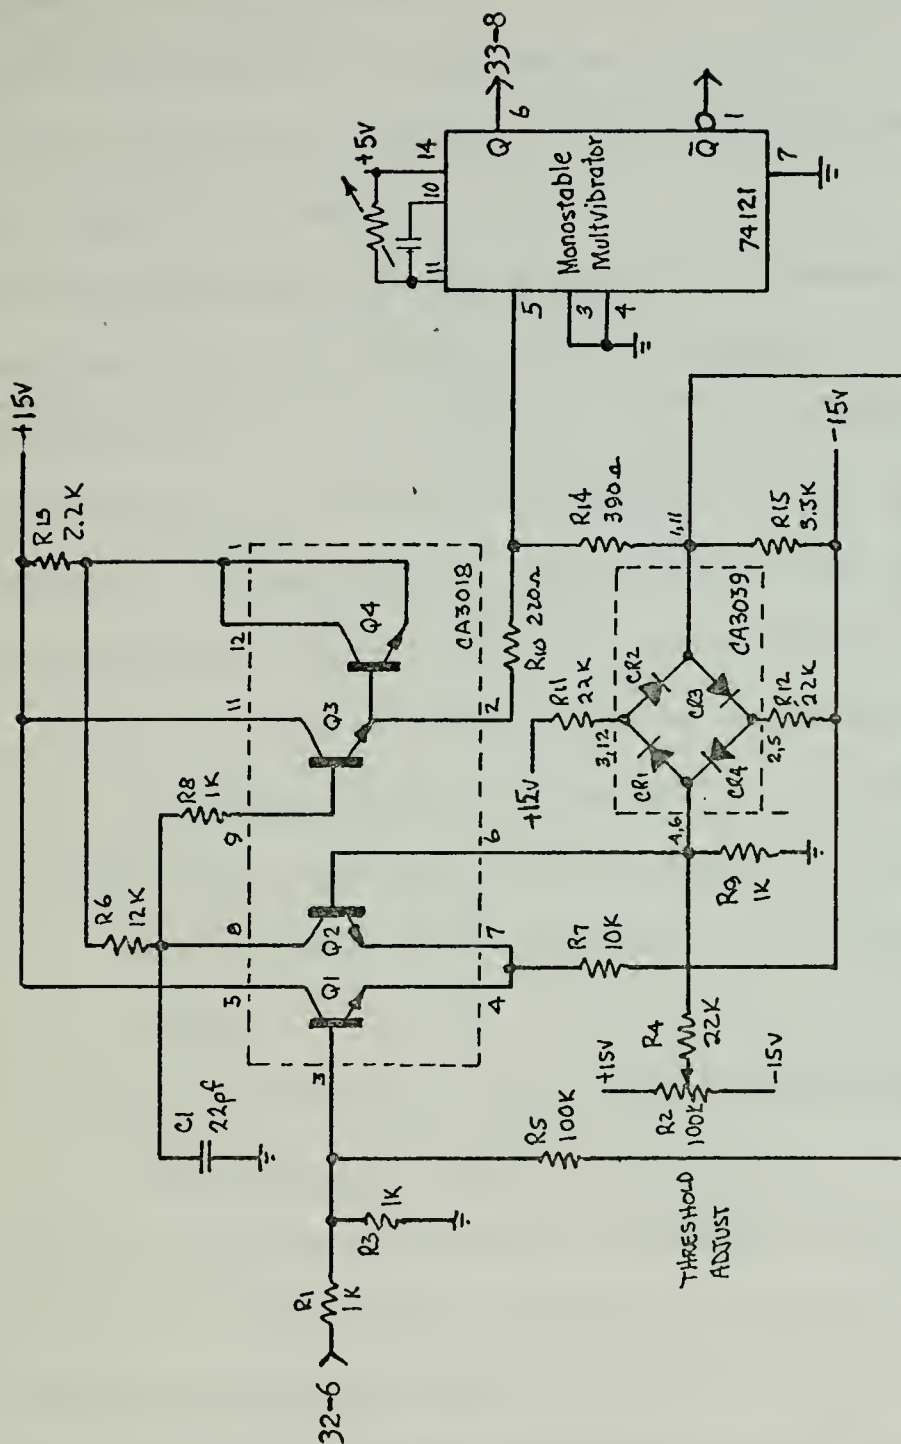 +15V
R13
2.2K
R6
12K
R8
1K
C1
22pf
5
8
9
11
12
1
Q1
Q2
Q3
Q4
CA3018
3
4
7
6
2
32-6
R1
1K
R3
1K
R5
100K
R7
10K
R10 220Ω
R14
390Ω
+5V
11
10
14
5
3
4
Monostable
Multvibrator
74121
Q
6
33-8
Q̅
1
7
THRESHOLD
ADJUST
+15V
R2
100K
-15V
R4
22K
R9
1K
4,6
+15V
R11
22K
3,12
CR1
CR2
CR3
CR4
CA3039
2,5
R12
22K
1,11
R15
3.3K
-15V